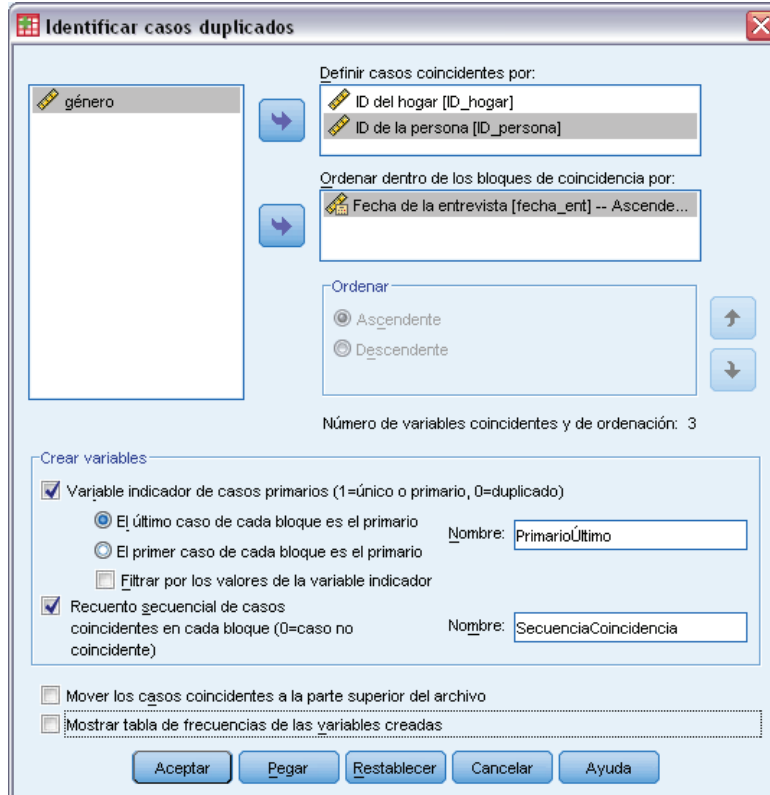 Identificar casos duplicados
género
Definir casos coincidentes por:
ID del hogar [ID_hogar]
ID de la persona [ID_persona]
Ordenar dentro de los bloques de coincidencia por:
Fecha de la entrevista [fecha_ent] -- Ascende...
Ordenar
Ascendente
Descendente
Número de variables coincidentes y de ordenación: 3
Crear variables
Variable indicador de casos primarios (1=único o primario, 0=duplicado)
El último caso de cada bloque es el primario
El primer caso de cada bloque es el primario
Nombre: PrimarioÚltimo
Filtrar por los valores de la variable indicador
Recuento secuencial de casos
coincidentes en cada bloque (0=caso no
coincidente)
Nombre: SecuenciaCoincidencia
Mover los casos coincidentes a la parte superior del archivo
Mostrar tabla de frecuencias de las variables creadas
Aceptar Pegar Restablecer Cancelar Ayuda